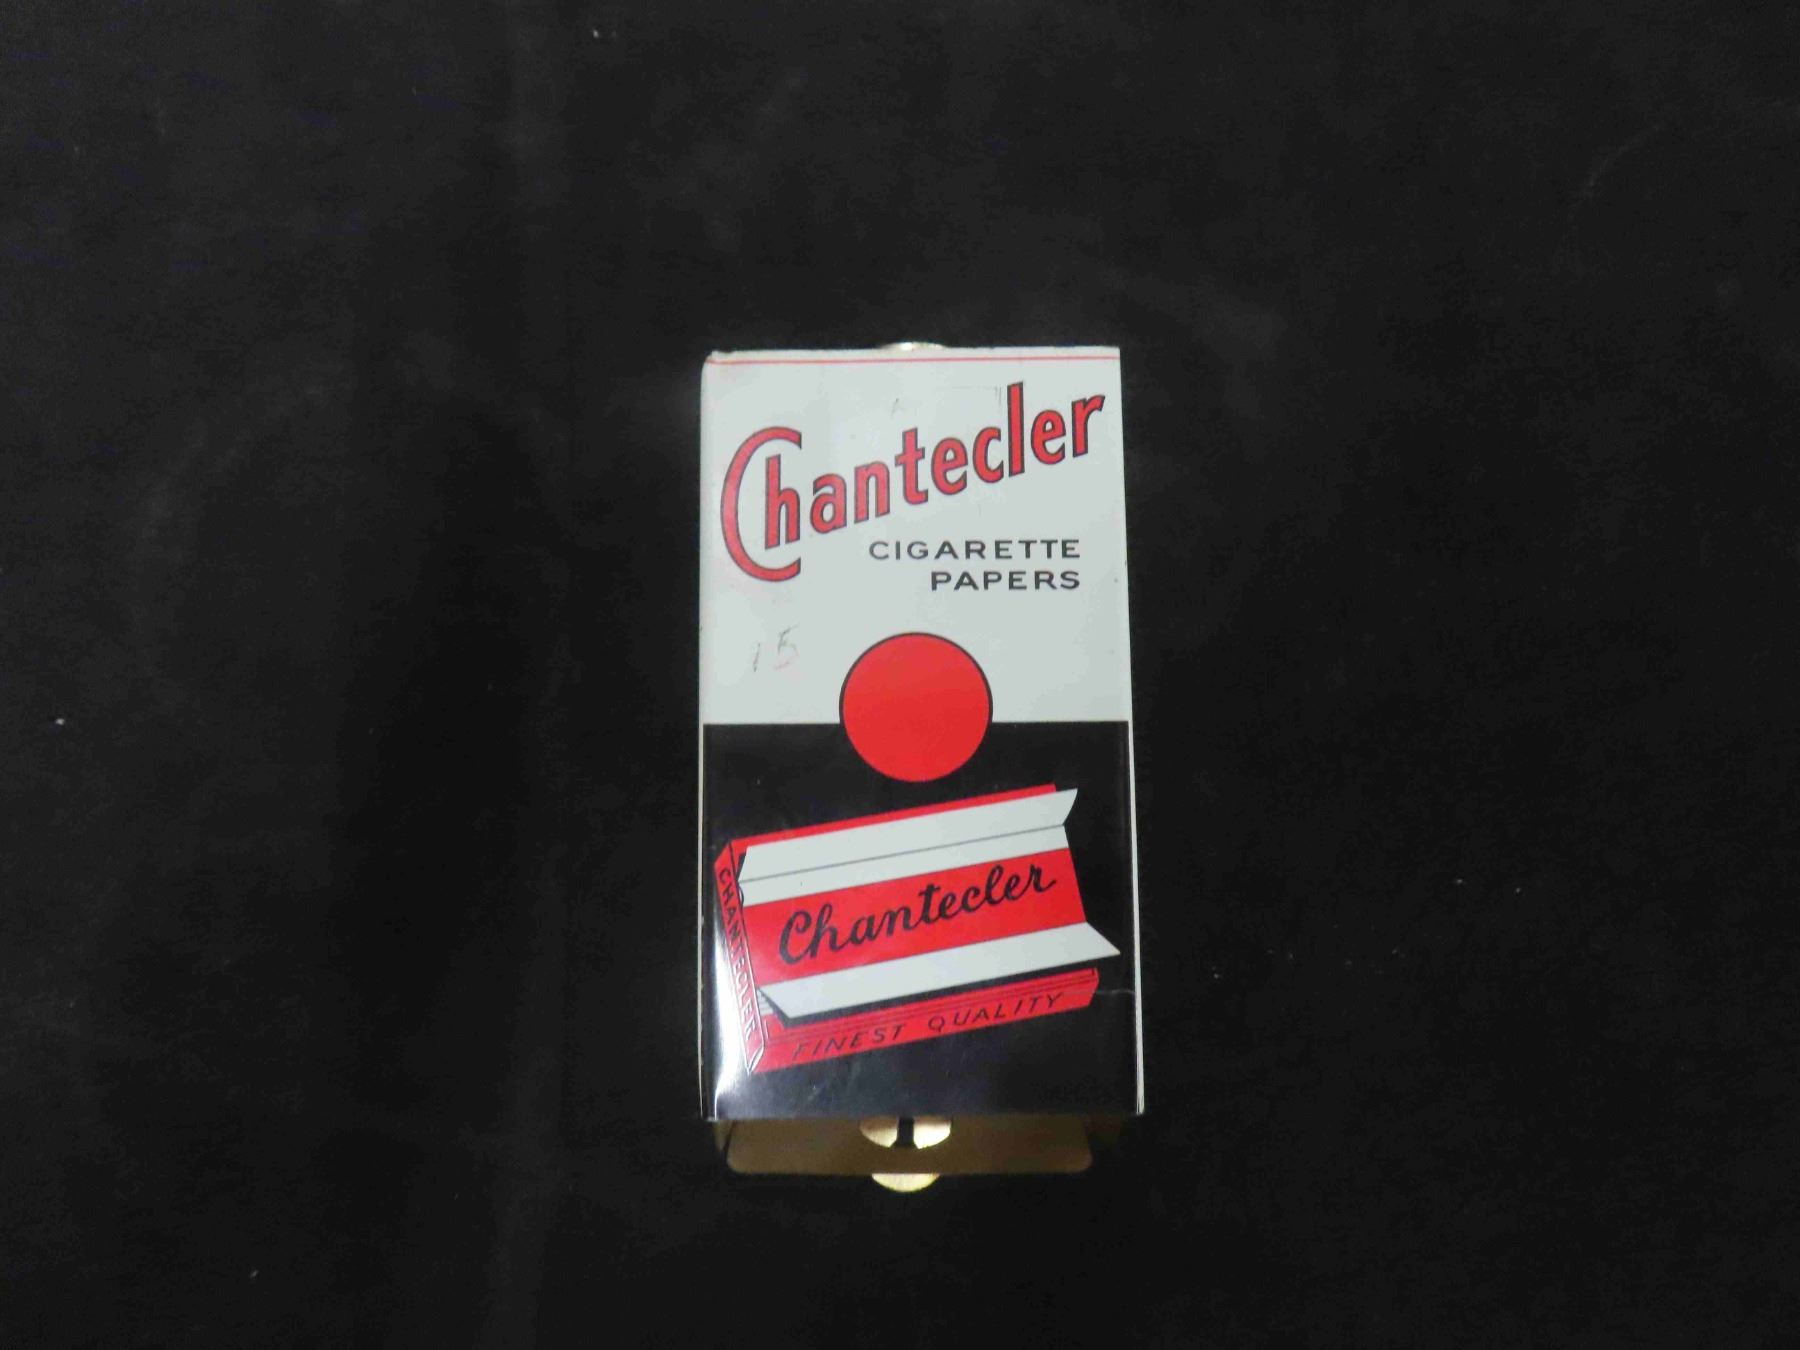 Chantecler
CIGARETTE
PAPERS
15
Chantecler
CHANTECLER
FINEST QUALITY